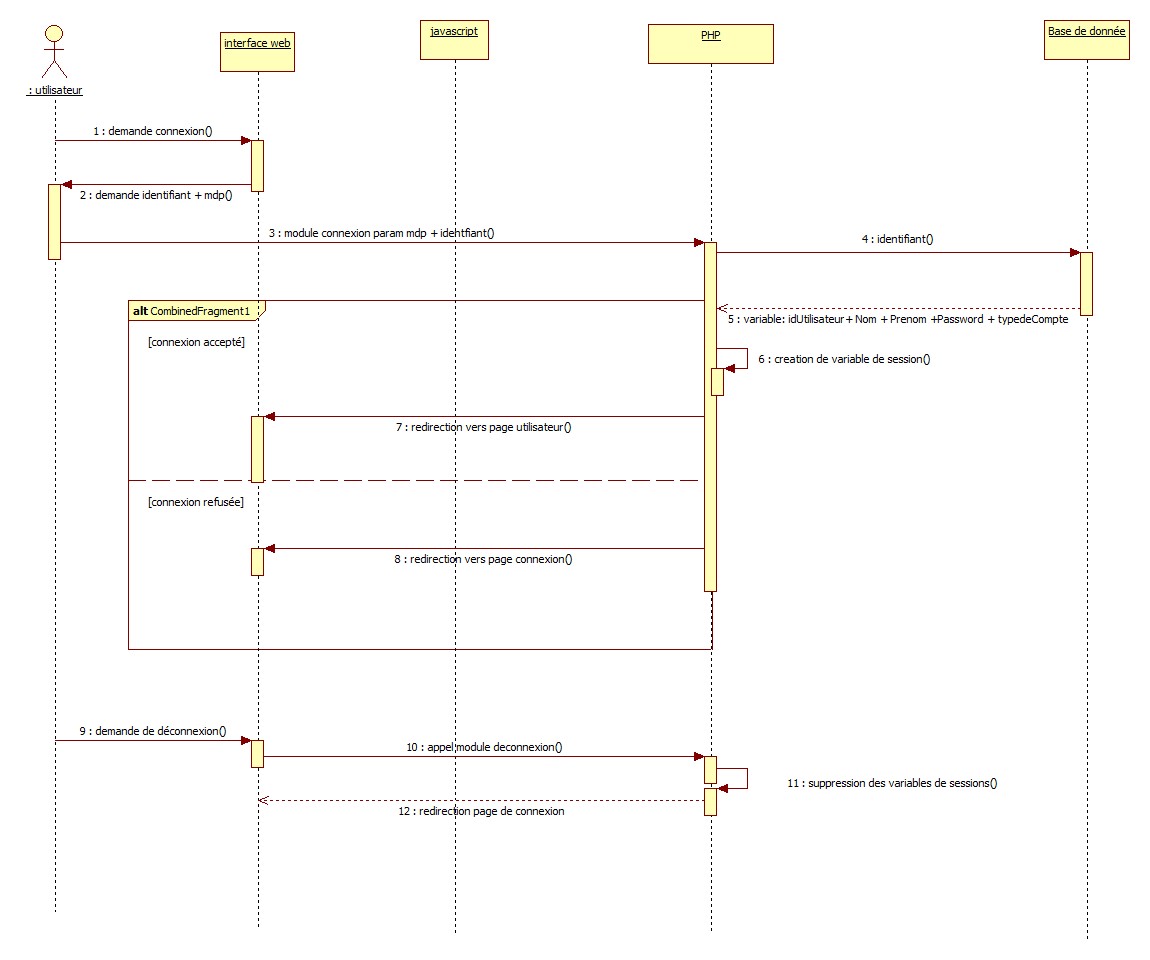 : utilisateur
interface web
javascript
PHP
Base de donnée
1 : demande connexion()
2 : demande identifiant + mdp()
3 : module connexion param mdp + identfiant()
4 : identifiant()
alt CombinedFragment1
5 : variable: idUtilisateur+ Nom + Prenom +Password + typedeCompte
[connexion accepté]
6 : creation de variable de session()
7 : redirection vers page utilisateur()
[connexion refusée]
8 : redirection vers page connexion()
9 : demande de déconnexion()
10 : appel module deconnexion()
11 : suppression des variables de sessions()
12 : redirection page de connexion